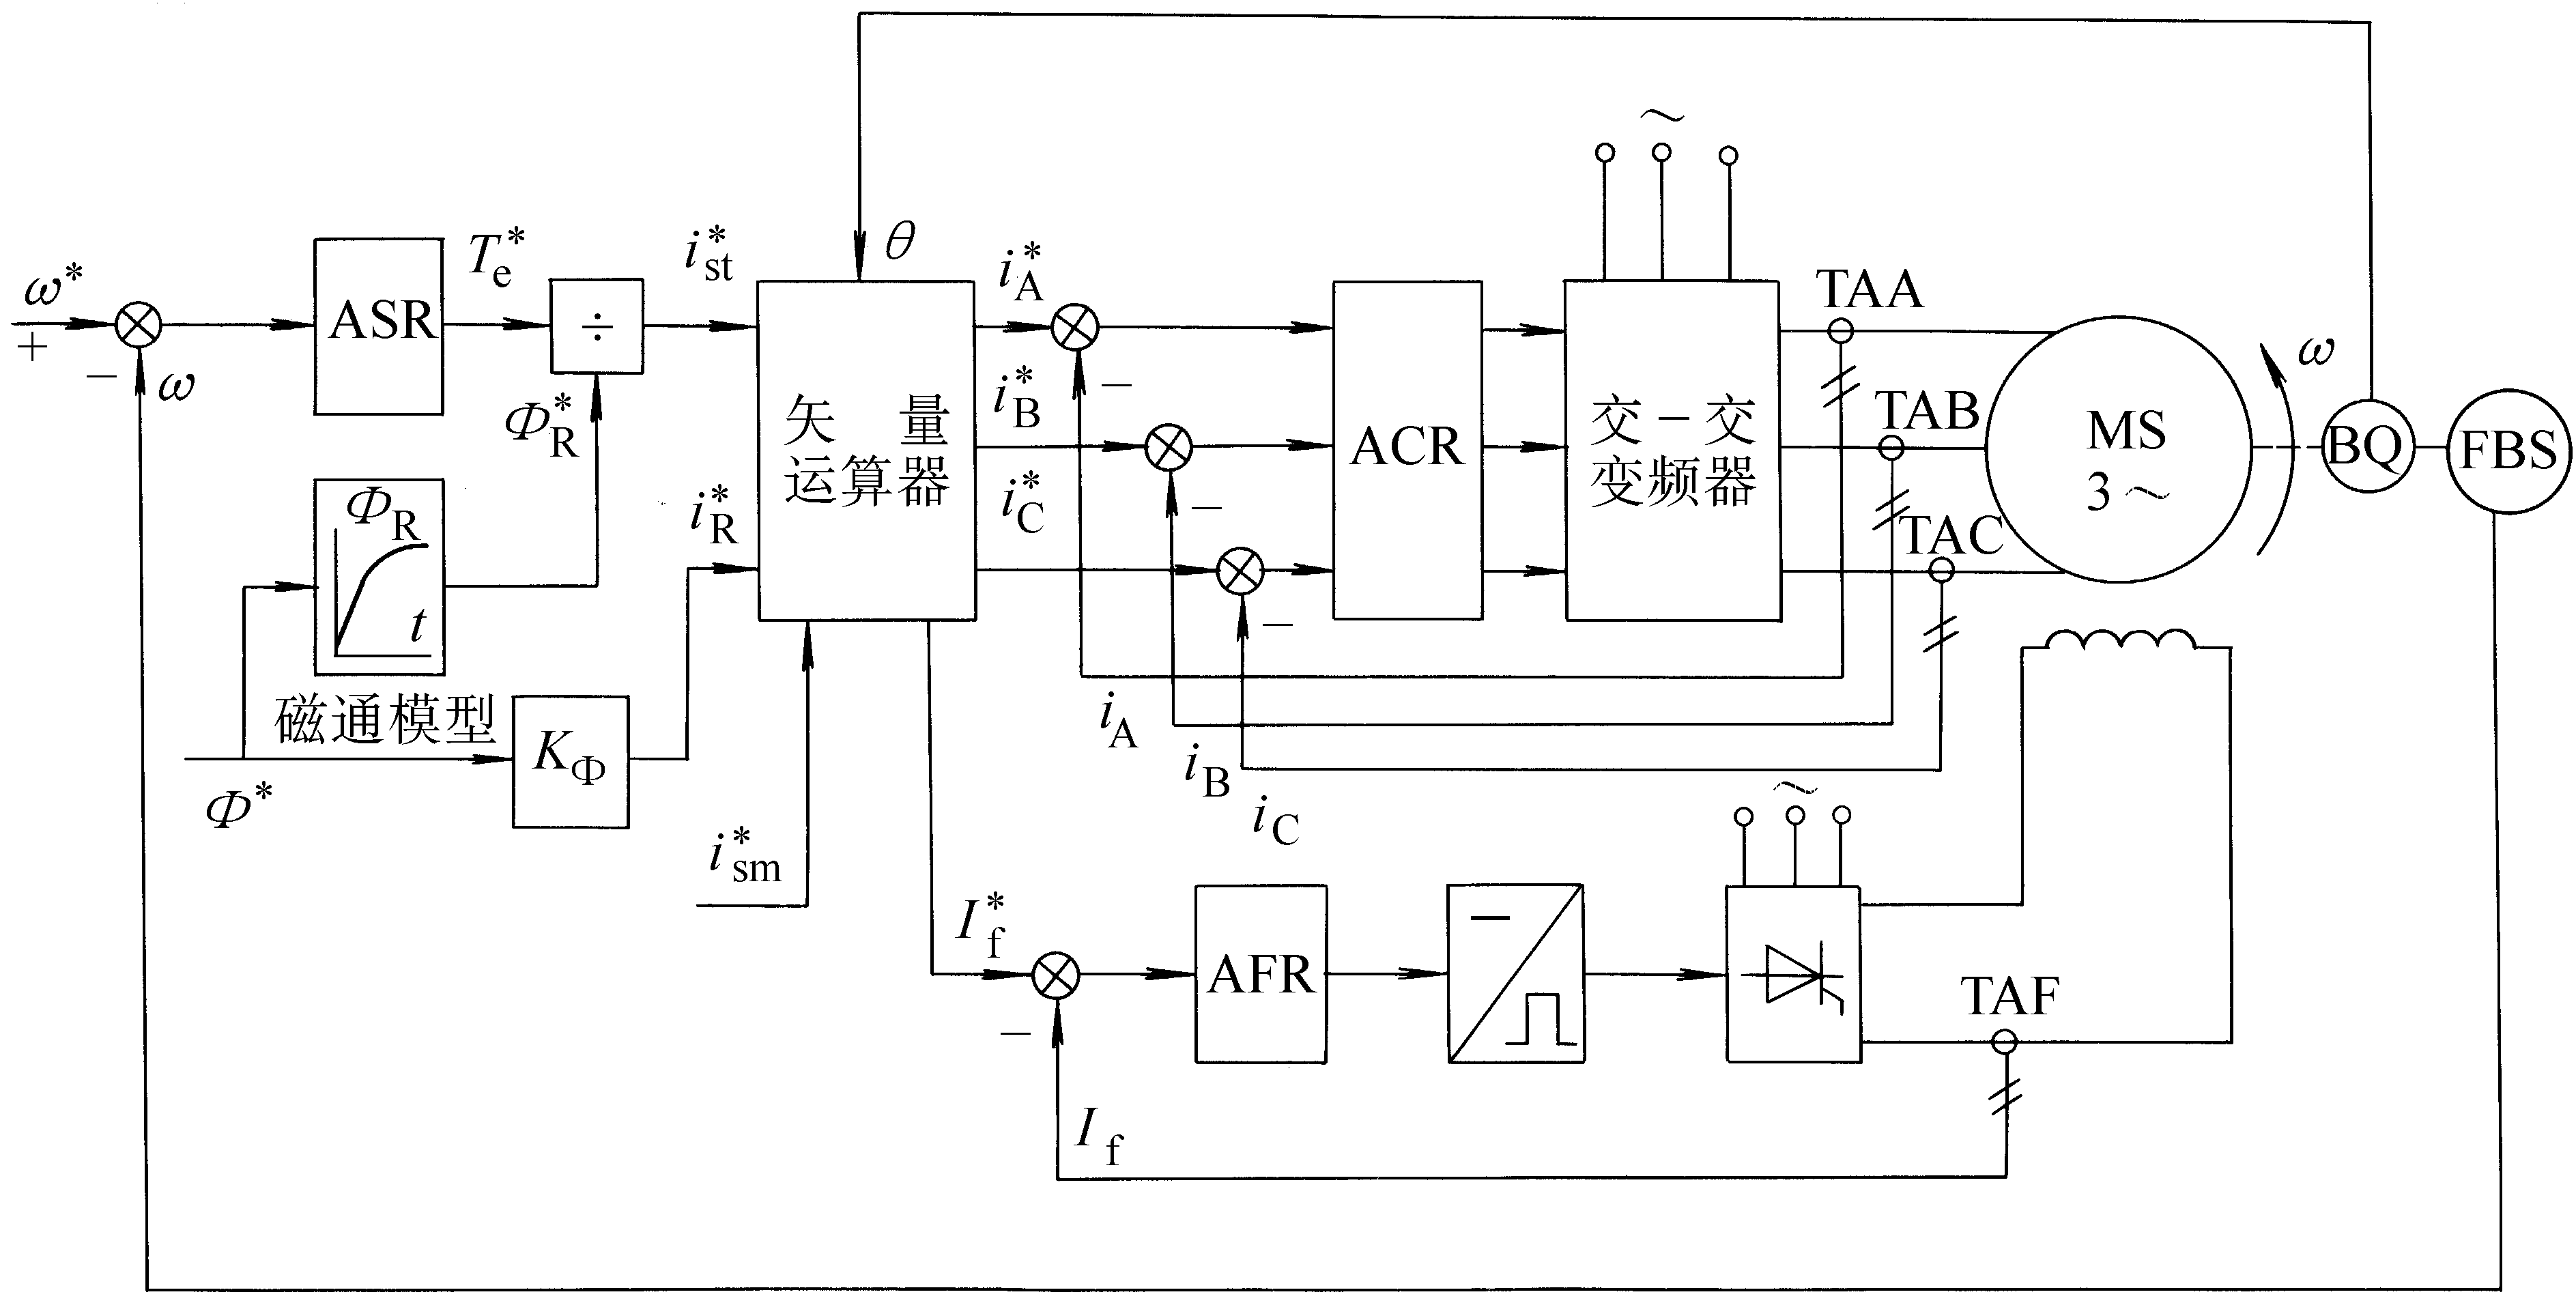 θ
~
ω*
+
−
ω
ASR
T*e
÷
i*st
Φ*R
ΦR
t
磁通模型
Φ*
KΦ
i*R
i*sm
矢量
运算器
i*A
i*B
i*C
−
−
−
ACR
交–交
变频器
TAA
TAB
TAC
MS
3~
ω
BQ
FBS
iA
iB
iC
~
I*f
−
AFR
TAF
If